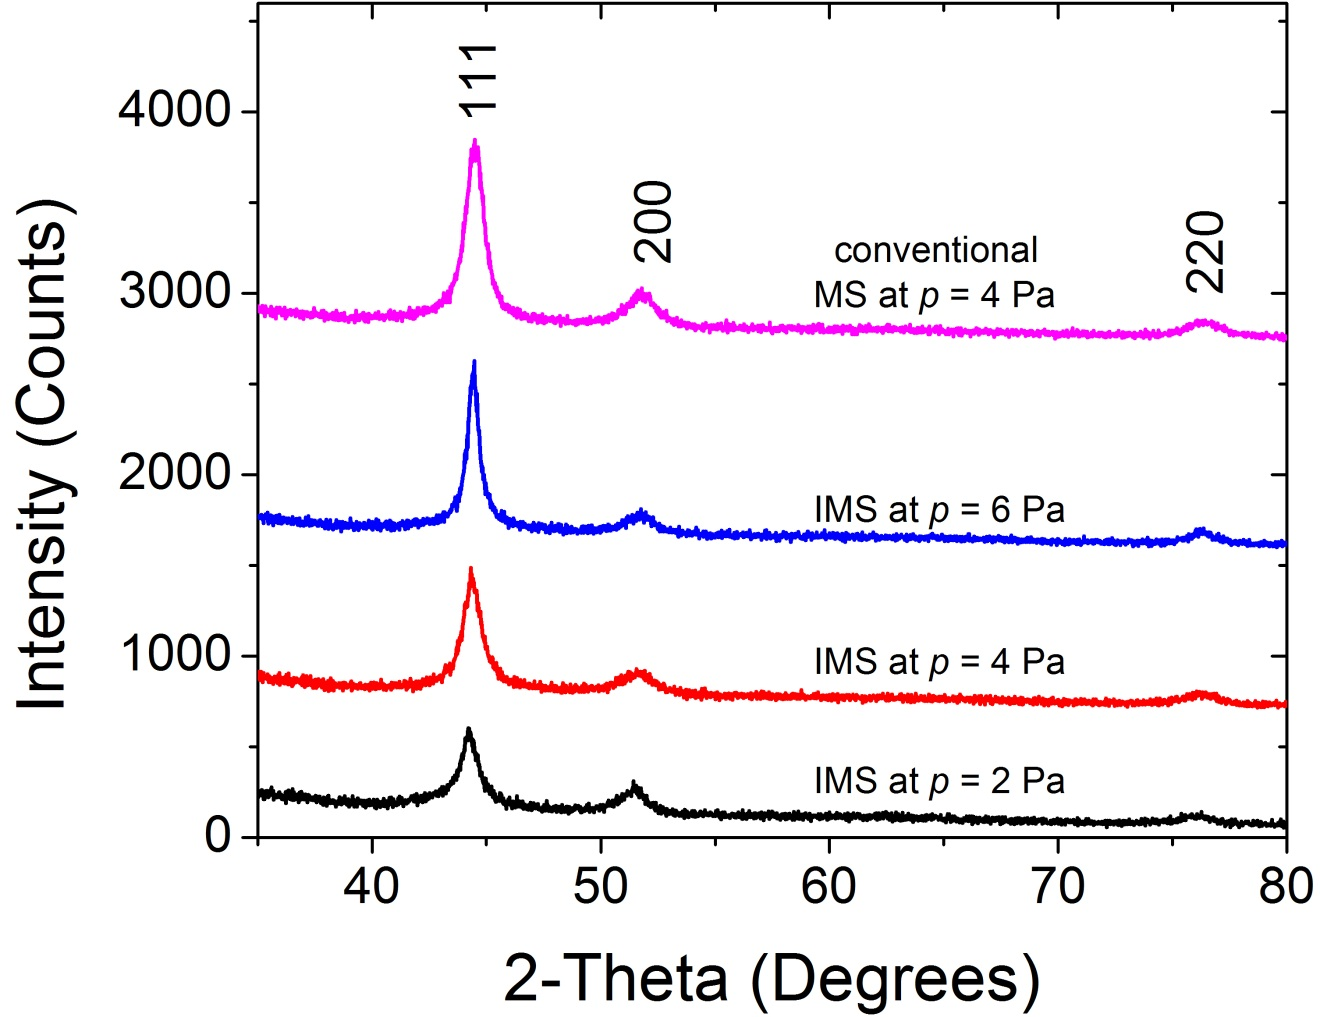 111
200
220
conventional
MS at p = 4 Pa
IMS at p = 6 Pa
IMS at p = 4 Pa
IMS at p = 2 Pa
4000
3000
2000
1000
0
Intensity (Counts)
40 50 60 70 80
2-Theta (Degrees)